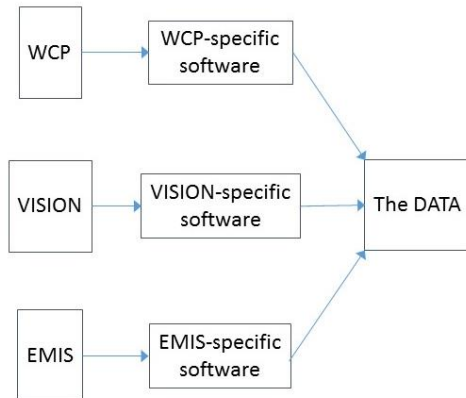 WCP
WCP-specific
software
VISION
VISION-specific
software
The DATA
EMIS
EMIS-specific
software